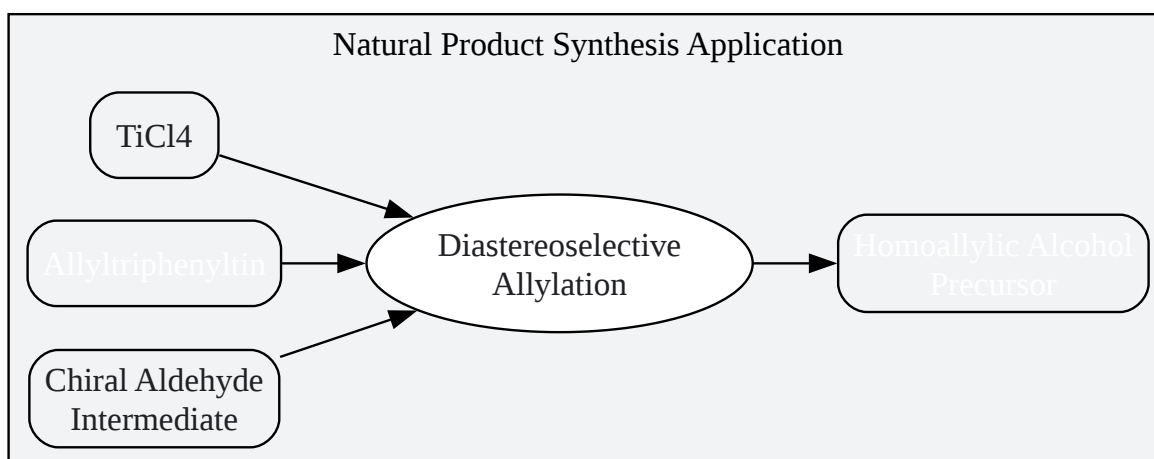 Natural Product Synthesis Application
TiCl4
Allyltriphenyltin
Chiral Aldehyde
Intermediate
Diastereoselective
Allylation
Homoallylic Alcohol
Precursor